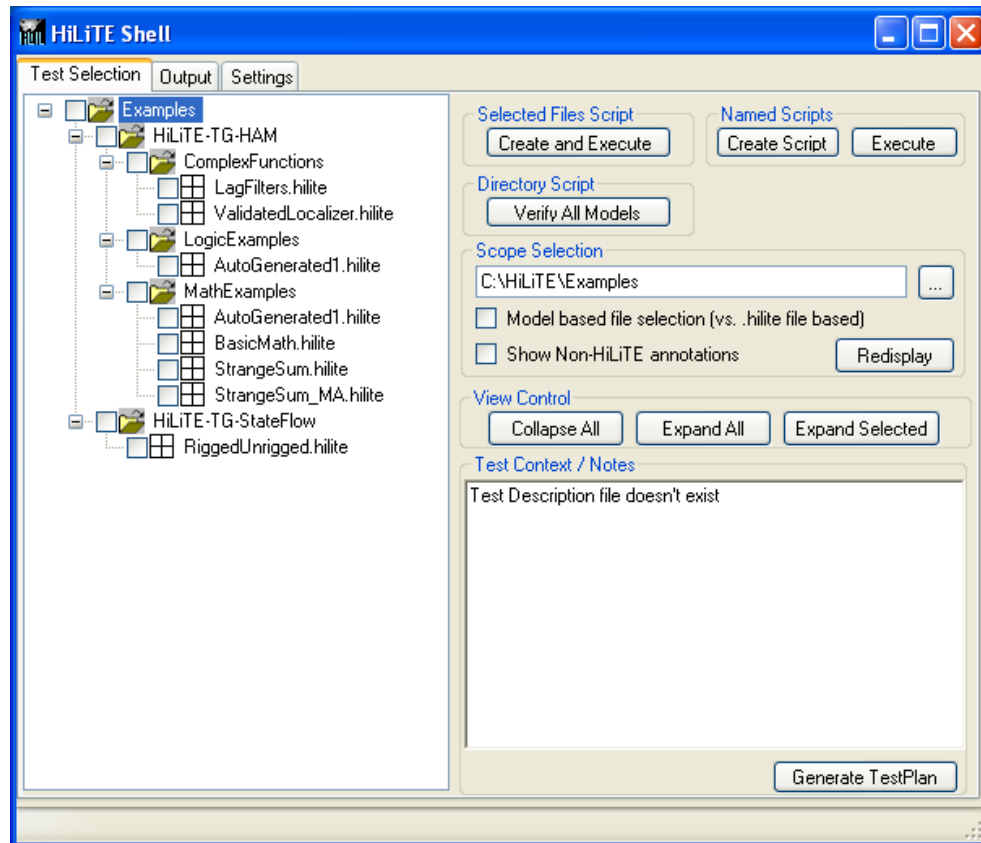 HiLiTE Shell
Test Selection Output Settings
Examples
HiLiTE-TG-HAM
ComplexFunctions
LagFilters.hilite
ValidatedLocalizer.hilite
LogicExamples
AutoGenerated1.hilite
MathExamples
AutoGenerated1.hilite
BasicMath.hilite
StrangeSum.hilite
StrangeSum_MA.hilite
HiLiTE-TG-StateFlow
RiggedUnrigged.hilite
Selected Files Script
Create and Execute
Named Scripts
Create Script Execute
Directory Script
Verify All Models
Scope Selection
C:\HiLiTE\Examples ...
Model based file selection (vs. .hilite file based)
Show Non-HiLiTE annotations Redisplay
View Control
Collapse All Expand All Expand Selected
Test Context / Notes
Test Description file doesn't exist
Generate TestPlan